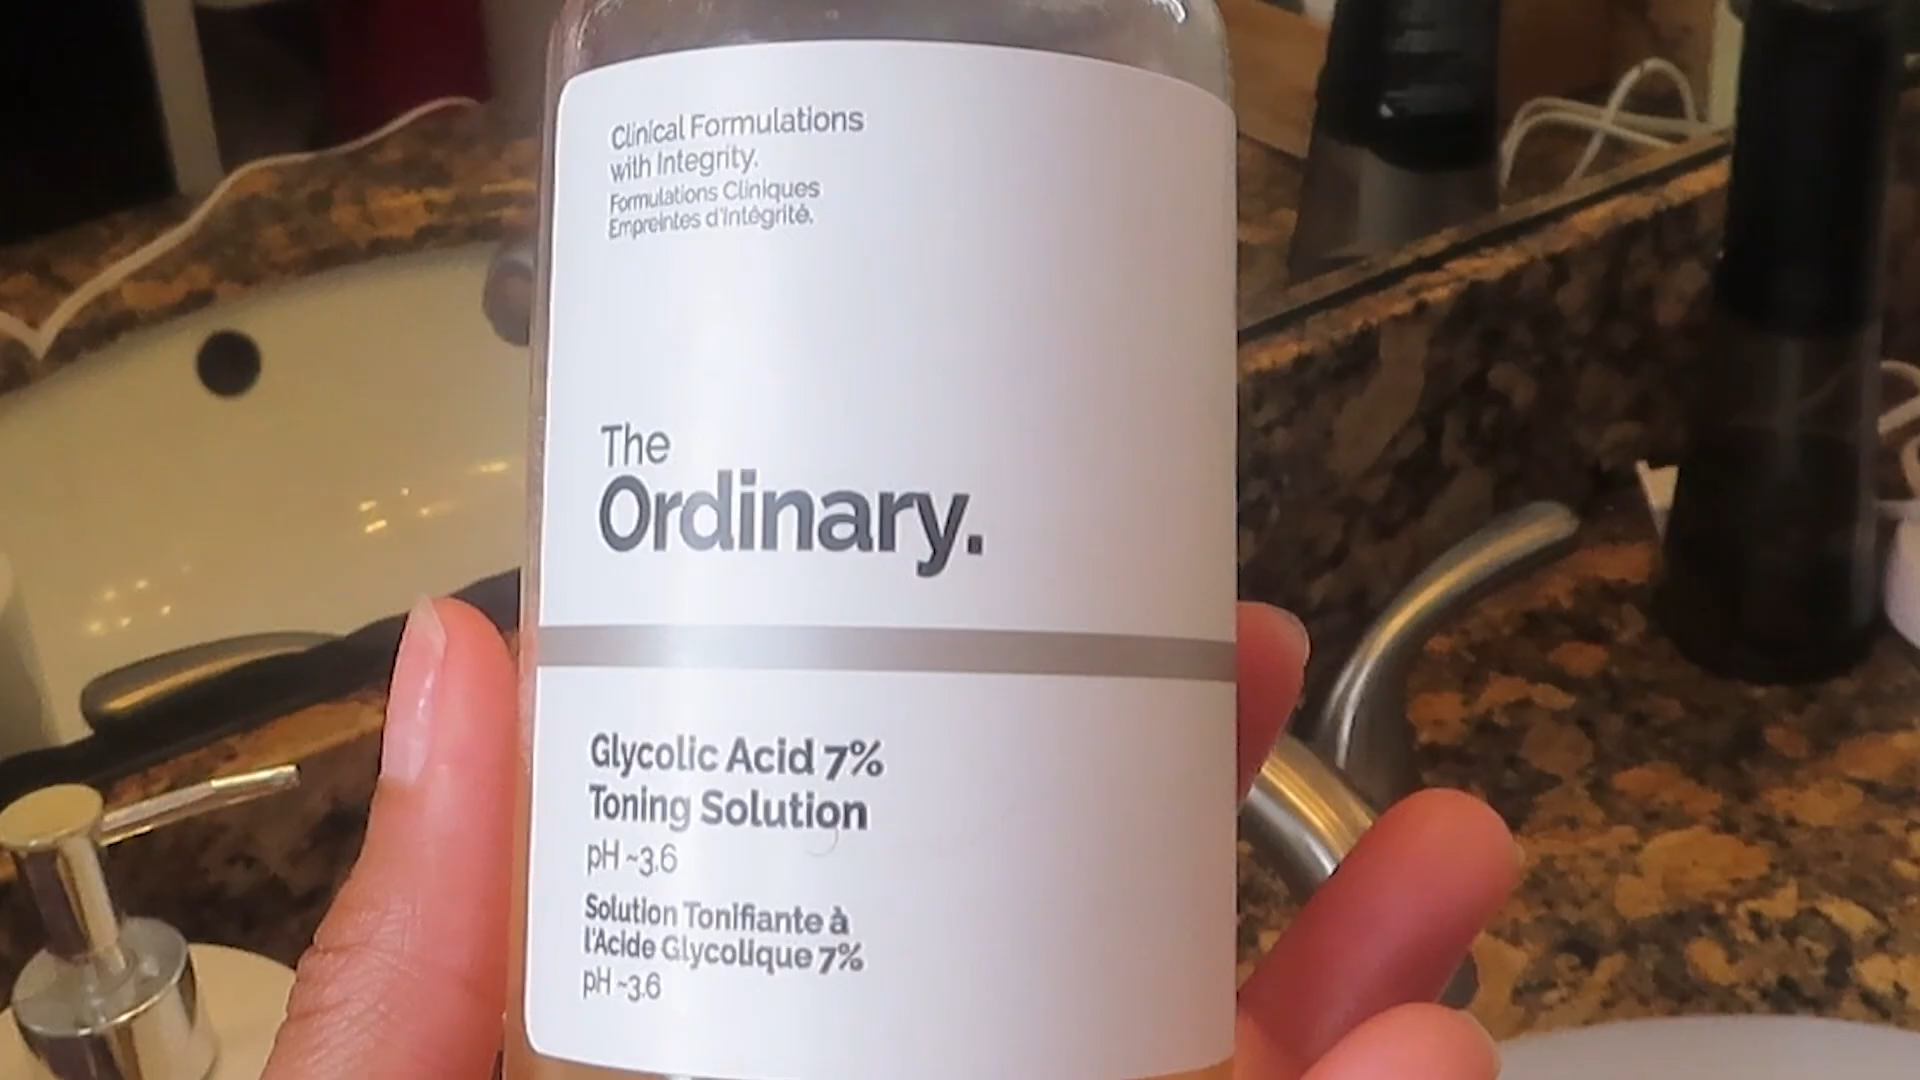 Clinical Formulations
with Integrity.
Formulations Cliniques
Empreintes d'Intégrité.
The
Ordinary.
Glycolic Acid 7%
Toning Solution
pH ~3.6
Solution Tonifiante à
l'Acide Glycolique 7%
pH ~3.6